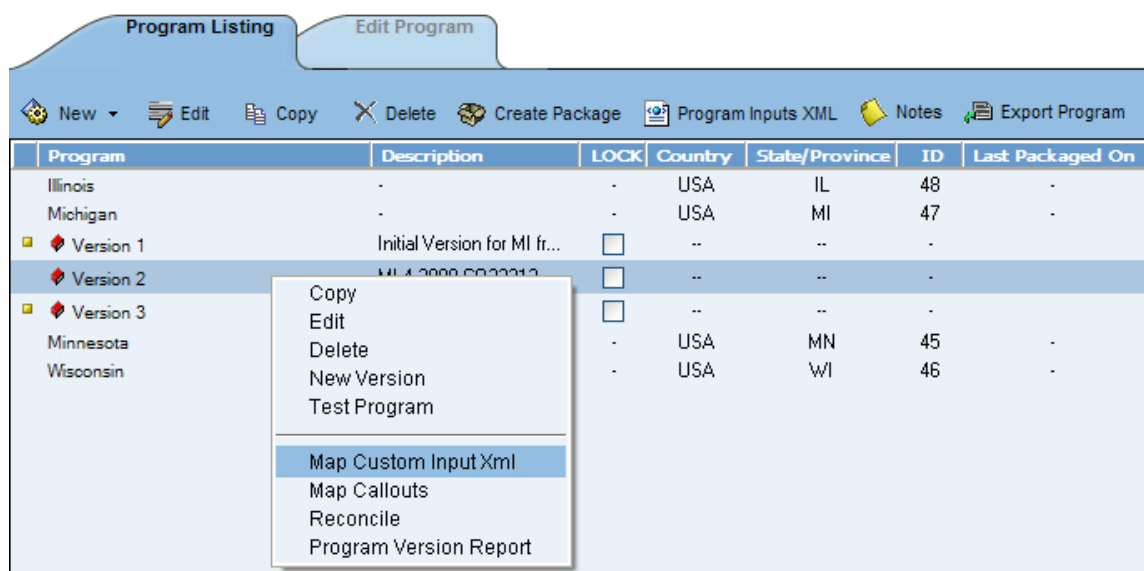 Program Listing Edit Program
New Edit Copy Delete Create Package Program Inputs XML Notes Export Program
Program Description LOCK Country State/Province ID Last Packaged On
Illinois - - USA IL 48 -
Michigan - - USA MI 47 -
Version 1 Initial Version for MI fr... -- -- -
Version 2 -- -- -
Version 3 -- -- -
Minnesota - USA MN 45 -
Wisconsin - USA WI 46 -
Copy
Edit
Delete
New Version
Test Program
Map Custom Input Xml
Map Callouts
Reconcile
Program Version Report